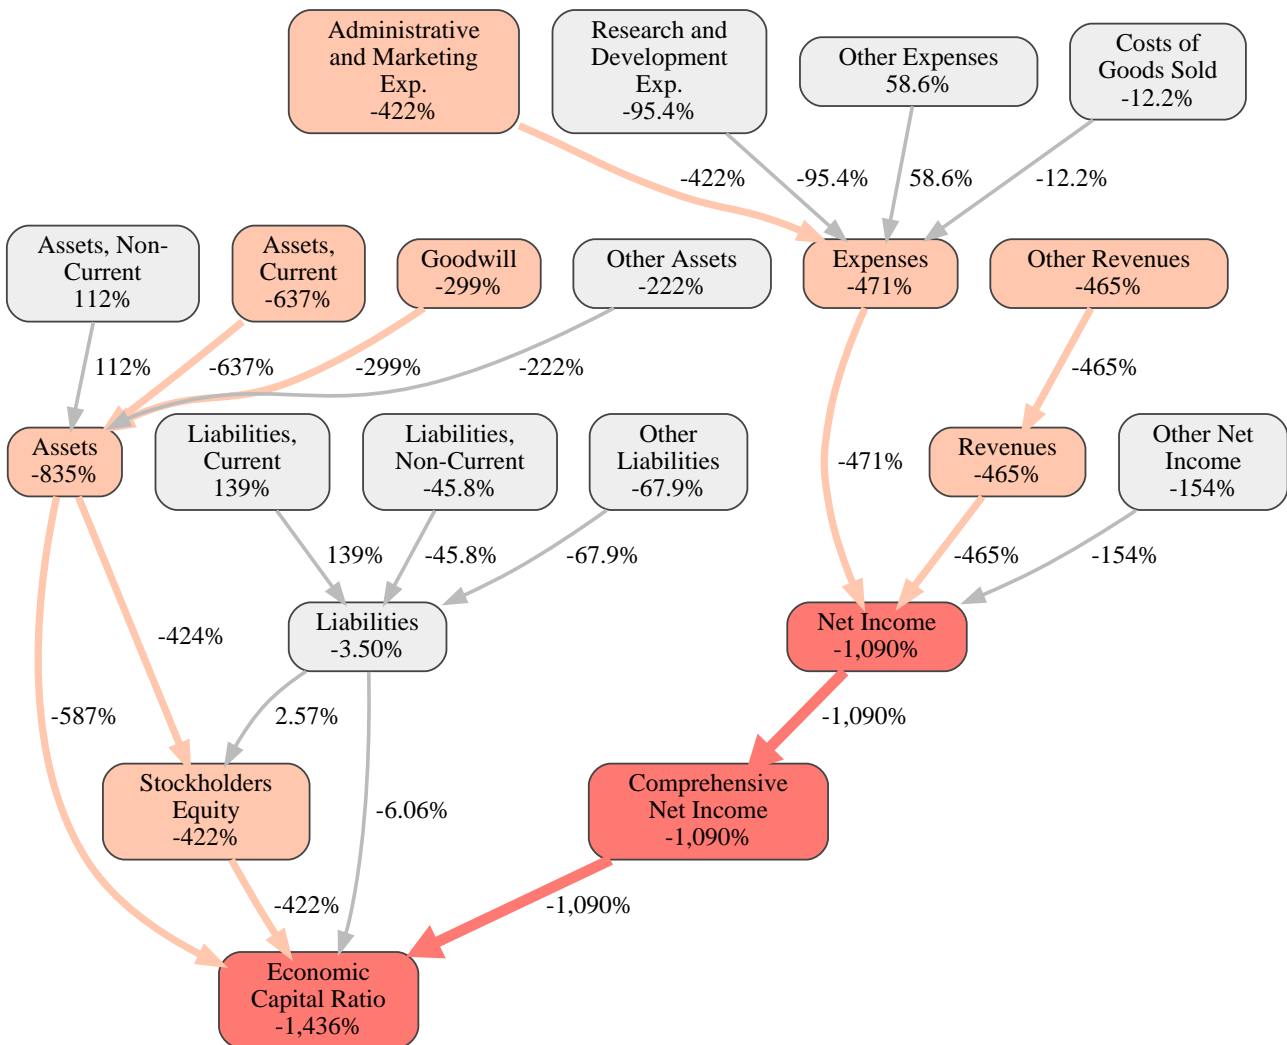 Administrative
and Marketing
Exp.
-422%
Research and
Development
Exp.
-95.4%
Other Expenses
58.6%
Costs of
Goods Sold
-12.2%
-422%
-95.4%
58.6%
-12.2%
Assets, Non-
Current
112%
Assets,
Current
-637%
Goodwill
-299%
Other Assets
-222%
Expenses
-471%
Other Revenues
-465%
112%
-637%
-299%
-222%
-465%
Assets
-835%
Liabilities,
Current
139%
Liabilities,
Non-Current
-45.8%
Other
Liabilities
-67.9%
-471%
Revenues
-465%
Other Net
Income
-154%
139%
-45.8%
-67.9%
-465%
-154%
-424%
Liabilities
-3.50%
Net Income
-1,090%
-587%
2.57%
-1,090%
Stockholders
Equity
-422%
-6.06%
Comprehensive
Net Income
-1,090%
-422%
-1,090%
Economic
Capital Ratio
-1,436%